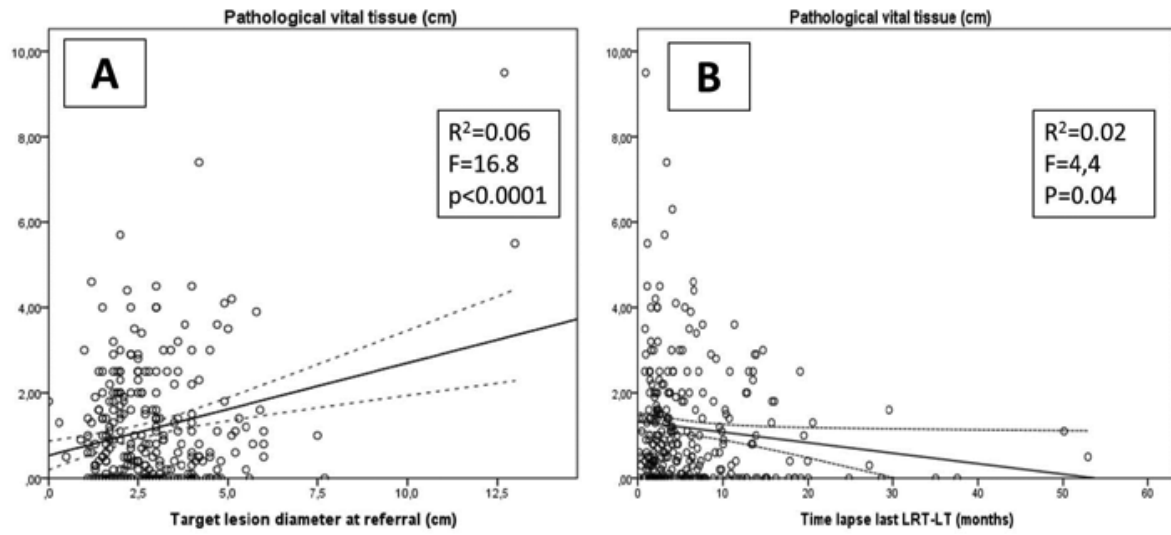 Pathological vital tissue (cm)
A
R²=0.06
F=16.8
p<0.0001
10,00
8,00
6,00
4,00
2,00
,00
,0
2,5
5,0
7,5
10,0
12,5
Target lesion diameter at referral (cm)
Pathological vital tissue (cm)
B
R²=0.02
F=4,4
P=0.04
10,00
8,00
6,00
4,00
2,00
,00
0
10
20
30
40
50
60
Time lapse last LRT-LT (months)